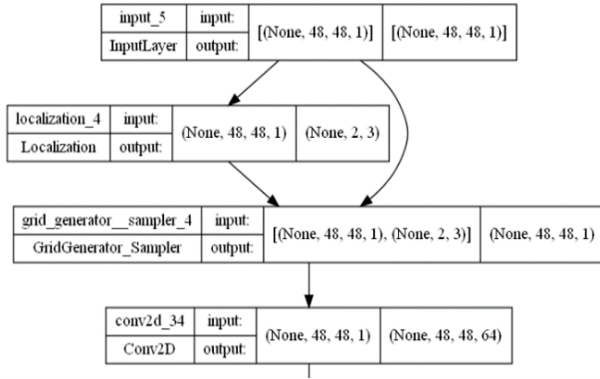 input_5 input: [(None, 48, 48, 1)] [(None, 48, 48, 1)]
InputLayer output:
localization_4 input: (None, 48, 48, 1) (None, 2, 3)
Localization output:
grid_generator__sampler_4 input: [(None, 48, 48, 1), (None, 2, 3)] (None, 48, 48, 1)
GridGenerator_Sampler output:
conv2d_34 input: (None, 48, 48, 1) (None, 48, 48, 64)
Conv2D output: